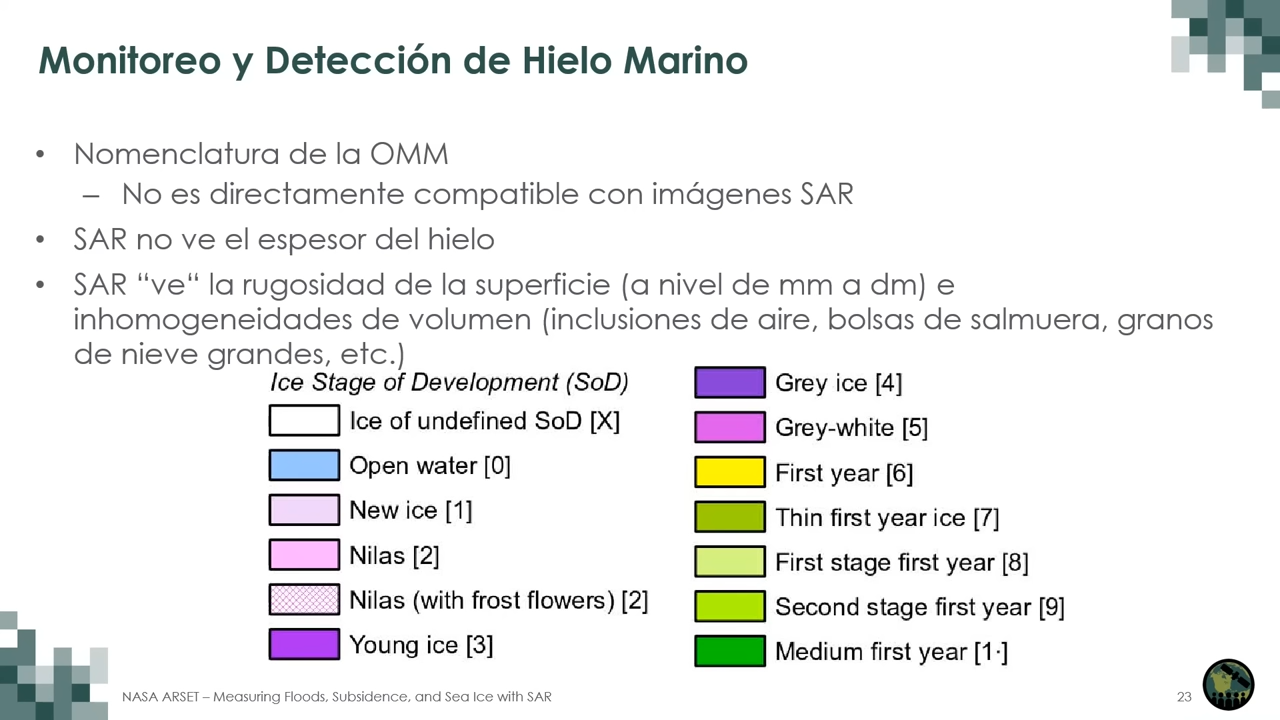 Monitoreo y Detección de Hielo Marino
• Nomenclatura de la OMM
– No es directamente compatible con imágenes SAR
• SAR no ve el espesor del hielo
• SAR “ve“ la rugosidad de la superficie (a nivel de mm a dm) e
inhomogeneidades de volumen (inclusiones de aire, bolsas de salmuera, granos
de nieve grandes, etc.)
Ice Stage of Development (SoD)
Ice of undefined SoD [X]
Open water [0]
New ice [1]
Nilas [2]
Nilas (with frost flowers) [2]
Young ice [3]
Grey ice [4]
Grey-white [5]
First year [6]
Thin first year ice [7]
First stage first year [8]
Second stage first year [9]
Medium first year [1·]
NASA ARSET – Measuring Floods, Subsidence, and Sea Ice with SAR
23